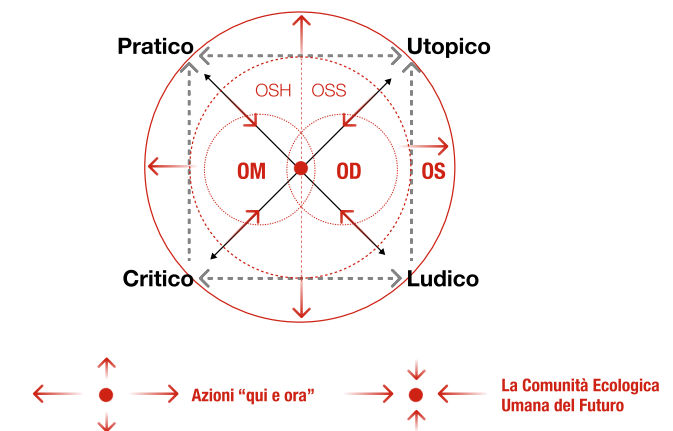 Pratico
Utopico
OSH
OSS
OM
OD
OS
Critico
Ludico
Azioni “qui e ora”
La Comunità Ecologica
Umana del Futuro